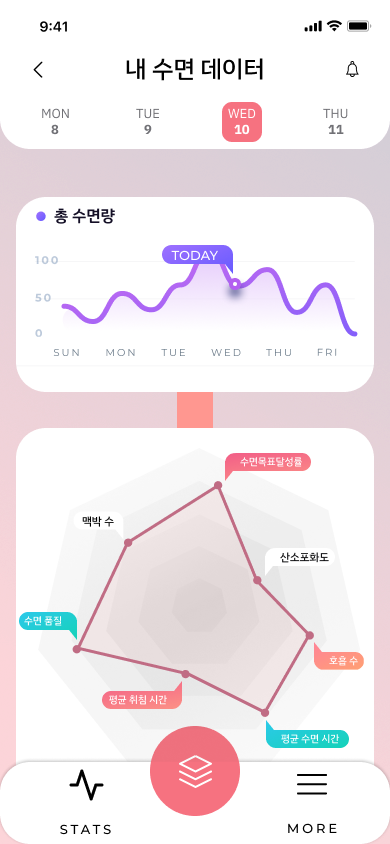 9:41
내 수면 데이터
MON TUE WED THU
8 9 10 11
총 수면량
TODAY
100
50
0
SUN MON TUE WED THU FRI
수면목표달성률
맥박 수
산소포화도
수면 품질
호흡 수
평균 취침 시간
평균 수면 시간
STATS MORE